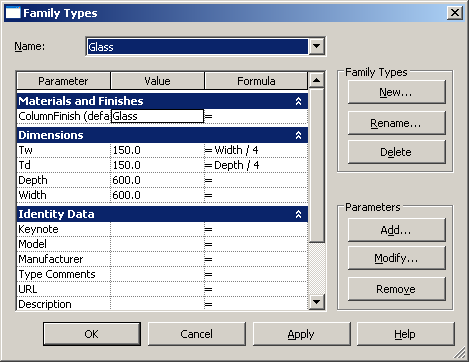 Family Types
Name: Glass
Parameter Value Formula
Materials and Finishes
ColumnFinish (defa Glass =
Dimensions
Tw 150.0 = Width / 4
Td 150.0 = Depth / 4
Depth 600.0 =
Width 600.0 =
Identity Data
Keynote =
Model =
Manufacturer =
Type Comments =
URL =
Description =
Family Types
New...
Rename...
Delete
Parameters
Add...
Modify...
Remove
OK Cancel Apply Help